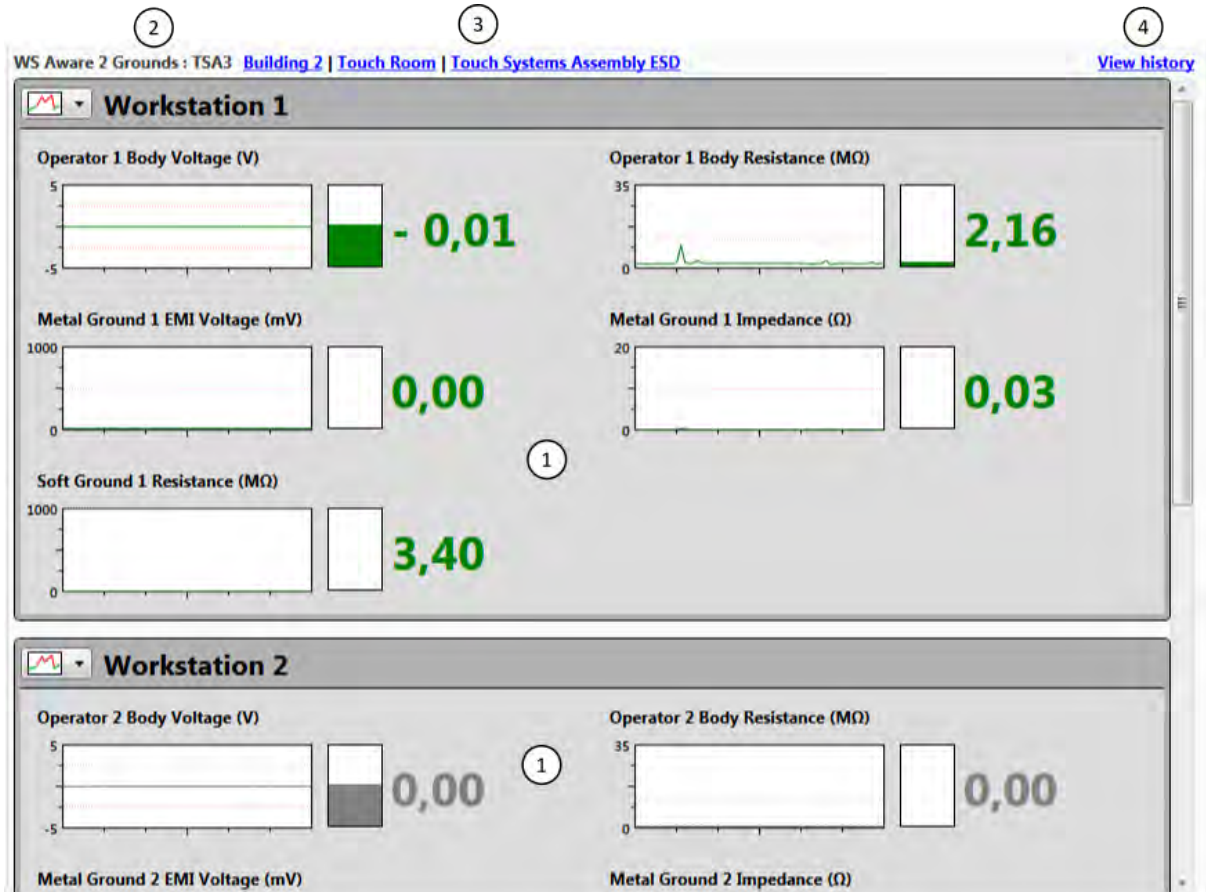 2 3 4
WS Aware 2 Grounds : TSA3 Building 2 | Touch Room | Touch Systems Assembly ESD View history
Workstation 1
Operator 1 Body Voltage (V) Operator 1 Body Resistance (MΩ)
5 35
- 0,01 2,16
-5 0
Metal Ground 1 EMI Voltage (mV) Metal Ground 1 Impedance (Ω)
1000 20
0,00 0,03
0 0
1
Soft Ground 1 Resistance (MΩ)
1000
3,40
0
Workstation 2
Operator 2 Body Voltage (V) Operator 2 Body Resistance (MΩ)
5 35
0,00 1 0,00
-5 0
Metal Ground 2 EMI Voltage (mV) Metal Ground 2 Impedance (Ω)